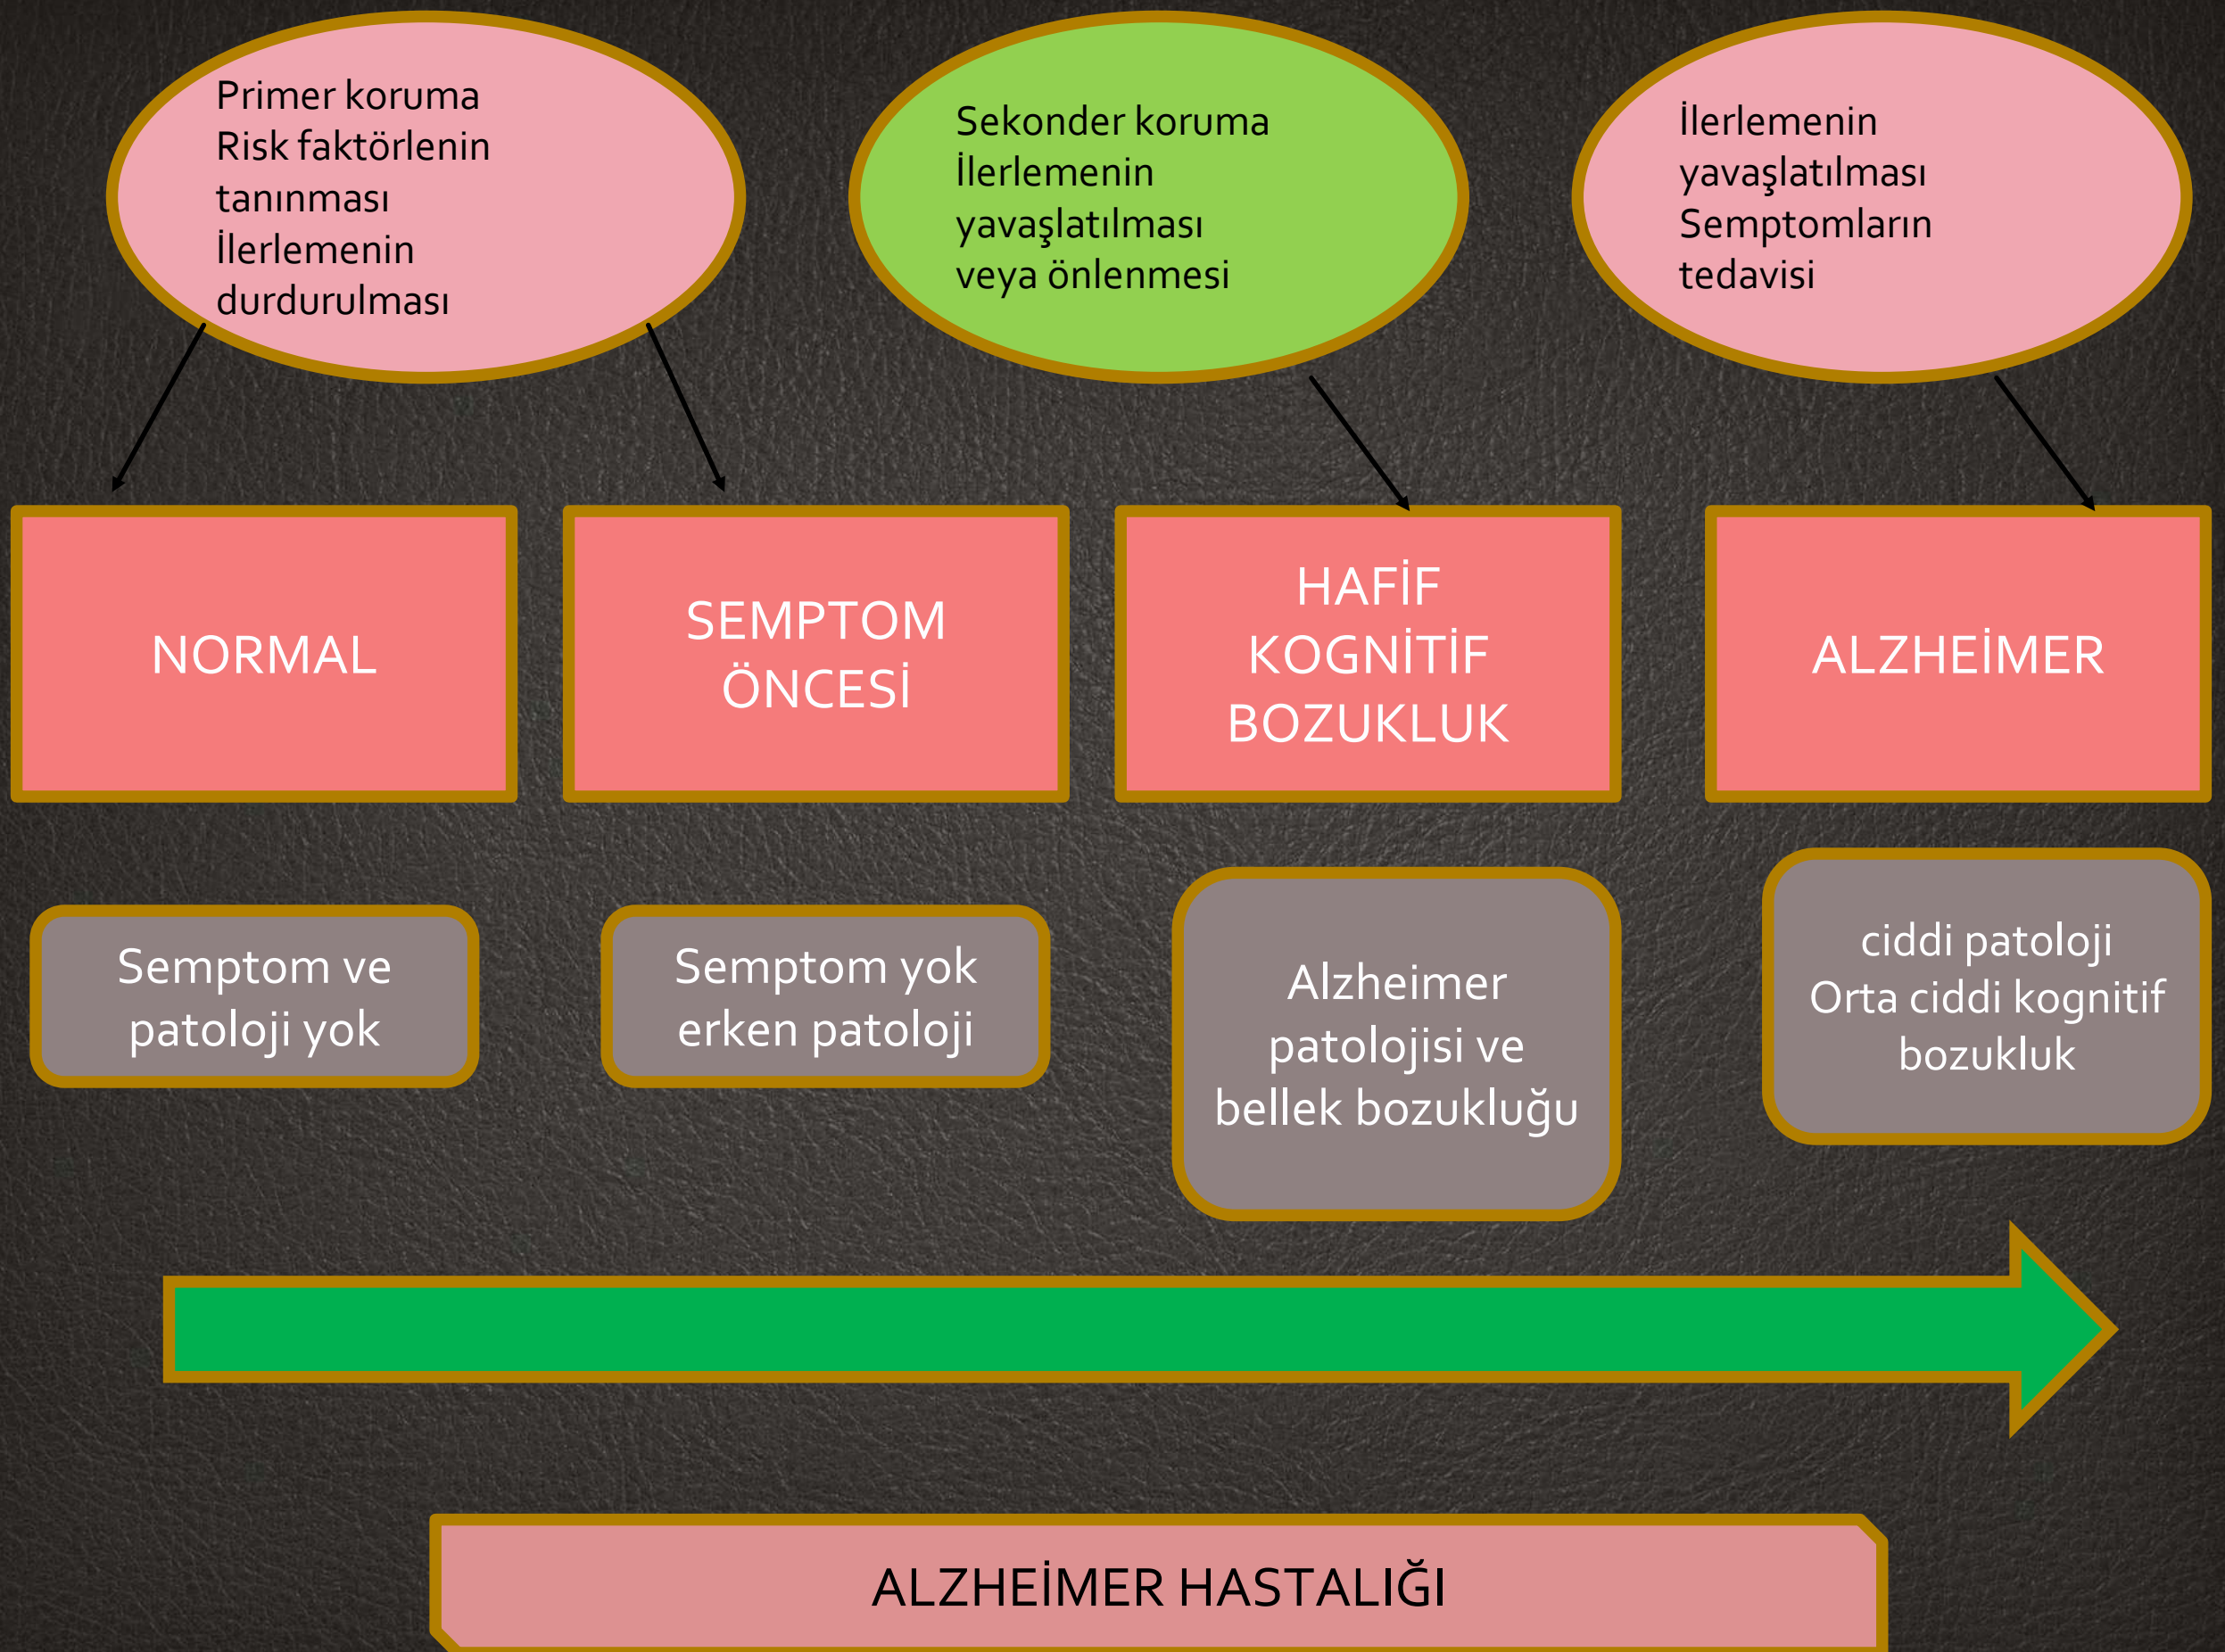 Primer koruma
Risk faktörlenin
tanınması
İlerlemenin
durdurulması
Sekonder koruma
İlerlemenin
yavaşlatılması
veya önlenmesi
İlerlemenin
yavaşlatılması
Semptomların
tedavisi
NORMAL
SEMPTOM
ÖNCESİ
HAFİF
KOGNİTİF
BOZUKLUK
ALZHEİMER
Semptom ve
patoloji yok
Semptom yok
erken patoloji
Alzheimer
patolojisi ve
bellek bozukluğu
ciddi patoloji
Orta ciddi kognitif
bozukluk
ALZHEİMER HASTALIĞI